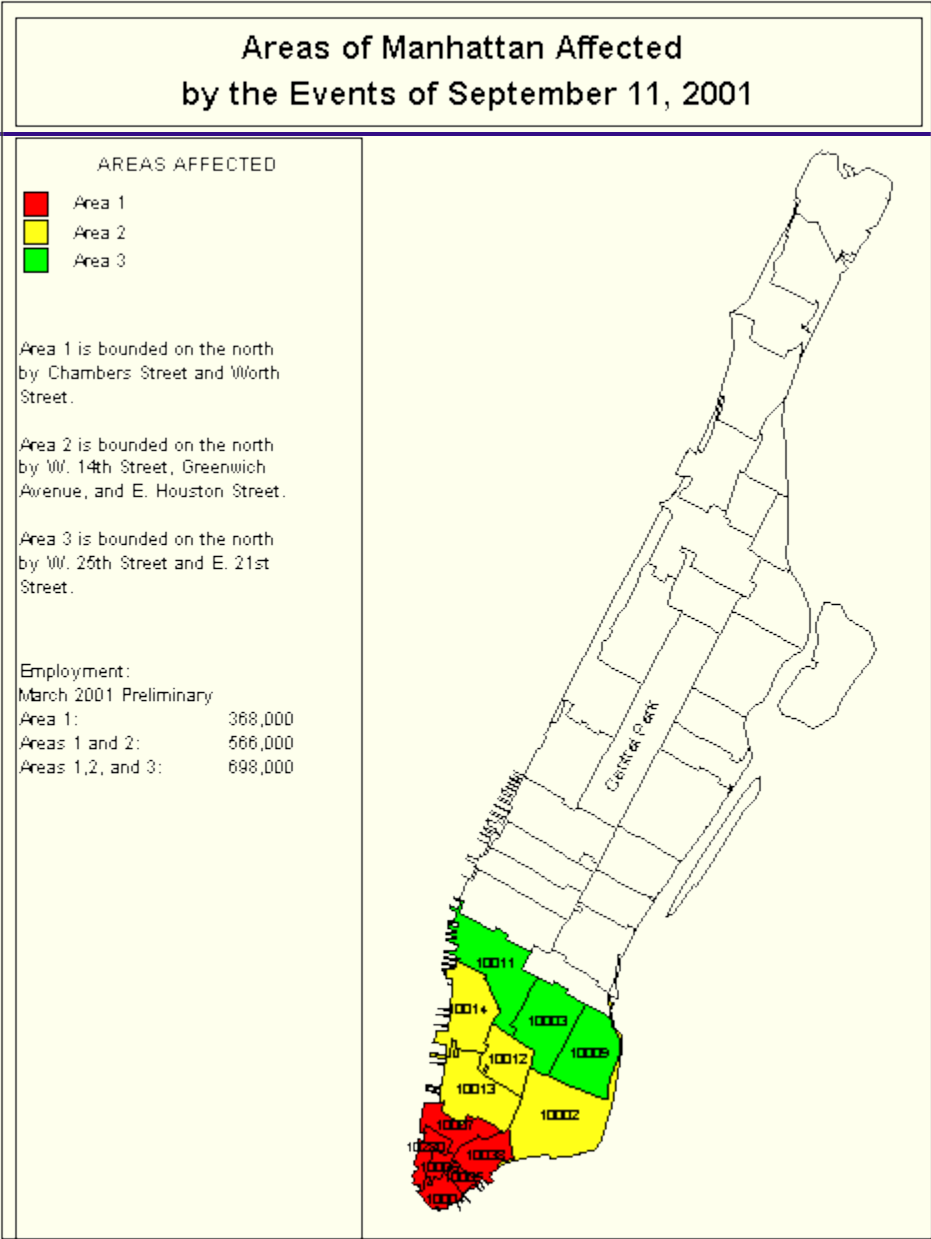 Areas of Manhattan Affected
by the Events of September 11, 2001
AREAS AFFECTED
Area 1
Area 2
Area 3
Area 1 is bounded on the north
by Chambers Street and Worth
Street.
Area 2 is bounded on the north
by W. 14th Street, Greenwich
Avenue, and E. Houston Street.
Area 3 is bounded on the north
by W. 25th Street and E. 21st
Street.
Employment:
March 2001 Preliminary
Area 1: 368,000
Areas 1 and 2: 566,000
Areas 1,2, and 3: 698,000
Central Park
10011
10014
10003
10009
10012
10013
10002
10007
10038